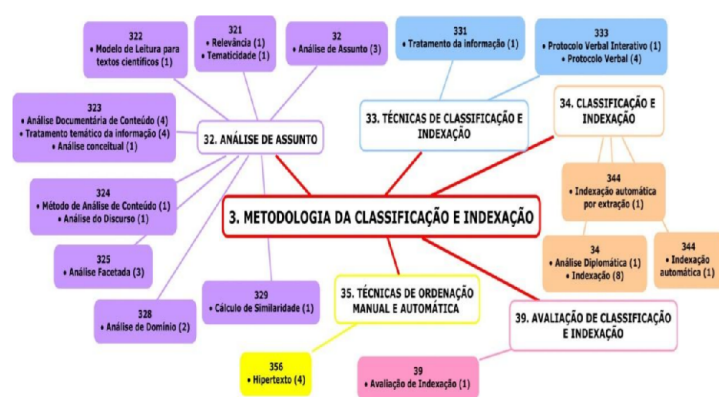 322
• Modelo de Leitura para
textos científicos
(1)
321
• Relevância (1)
• Tematicidade (1)
32
• Análise de Assunto (3)
331
• Tratamento da informação (1)
333
• Protocolo Verbal Interativo (1)
• Protocolo Verbal (4)
323
• Análise Documentária de Conteúdo (4)
• Tratamento temático da informação (4)
• Análise conceitual (1)
32. ANÁLISE DE ASSUNTO
33. TÉCNICAS DE CLASSIFICAÇÃO E
INDEXAÇÃO
34. CLASSIFICAÇÃO E
INDEXAÇÃO
324
• Método de Análise de Conteúdo (1)
• Análise do Discurso (1)
3. METODOLOGIA DA CLASSIFICAÇÃO E INDEXAÇÃO
344
• Indexação automática
por extração (1)
325
• Análise Facetada (3)
34
• Análise Diplomática (1)
• Indexação (8)
344
• Indexação
automática (1)
328
• Análise de Domínio (2)
329
• Cálculo de Similaridade (1)
35. TÉCNICAS DE ORDENAÇÃO
MANUAL E AUTOMÁTICA
39. AVALIAÇÃO DE CLASSIFICAÇÃO
E INDEXAÇÃO
356
• Hipertexto (4)
39
• Avaliação de Indexação (1)